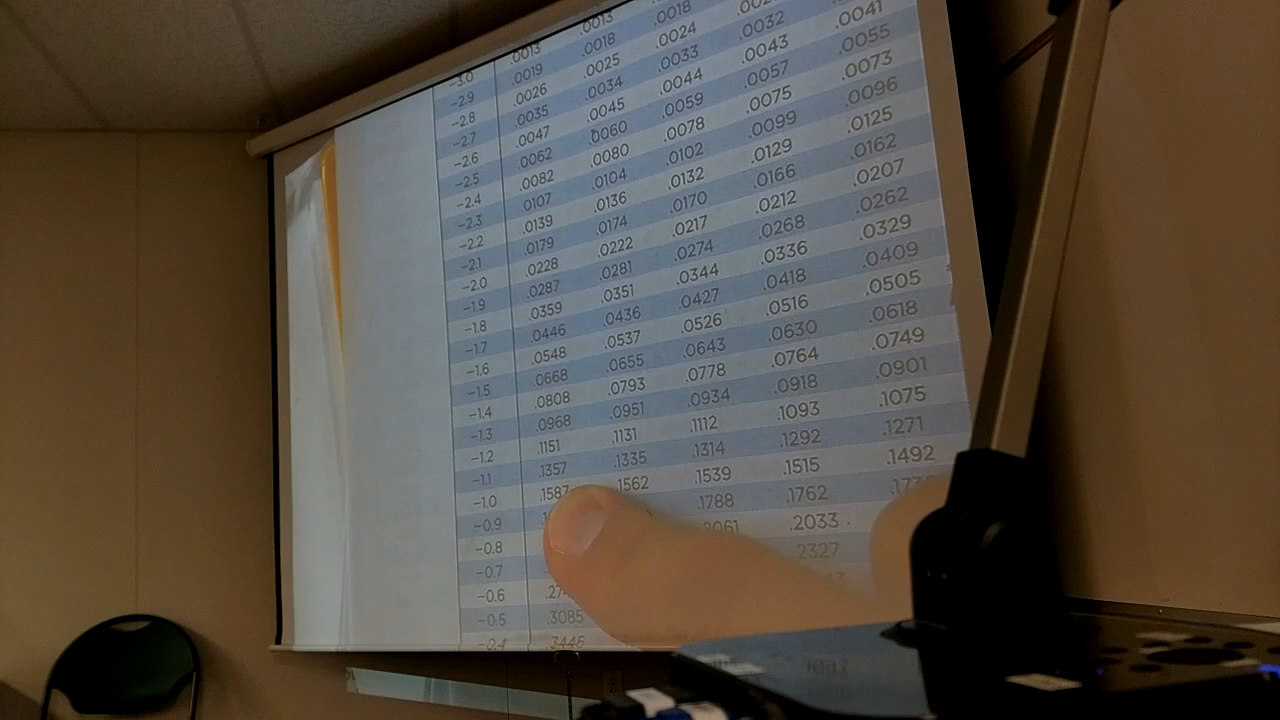 -3.0 .0013 .0013
-2.9 .0019 .0018 .0018
-2.8 .0026 .0025 .0024
-2.7 .0035 .0034 .0033 .0032
-2.6 .0047 .0045 .0044 .0043 .0041
-2.5 .0062 .0060 .0059 .0057 .0055
-2.4 .0082 .0080 .0078 .0075 .0073
-2.3 .0107 .0104 .0102 .0099 .0096
-2.2 .0139 .0136 .0132 .0129 .0125
-2.1 .0179 .0174 .0170 .0166 .0162
-2.0 .0228 .0222 .0217 .0212 .0207
-1.9 .0287 .0281 .0274 .0268 .0262
-1.8 .0359 .0351 .0344 .0336 .0329
-1.7 .0446 .0436 .0427 .0418 .0409
-1.6 .0548 .0537 .0526 .0516 .0505
-1.5 .0668 .0655 .0643 .0630 .0618
-1.4 .0808 .0793 .0778 .0764 .0749
-1.3 .0968 .0951 .0934 .0918 .0901
-1.2 .1151 .1131 .1112 .1093 .1075
-1.1 .1357 .1335 .1314 .1292 .1271
-1.0 .1587 .1562 .1539 .1515 .1492
-0.9 .1788 .1762
-0.8 .2061 .2033
-0.7 .2327
-0.6
-0.5 .3085
-0.4 .3446